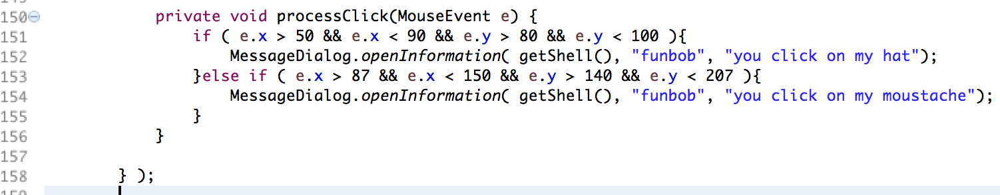 150 private void processClick(MouseEvent e) {
151 if ( e.x > 50 && e.x < 90 && e.y > 80 && e.y < 100 ){
152 MessageDialog.openInformation( getShell(), "funbob", "you click on my hat");
153 }else if ( e.x > 87 && e.x < 150 && e.y > 140 && e.y < 207 ){
154 MessageDialog.openInformation( getShell(), "funbob", "you click on my moustache");
155 }
156 }
157
158 } );